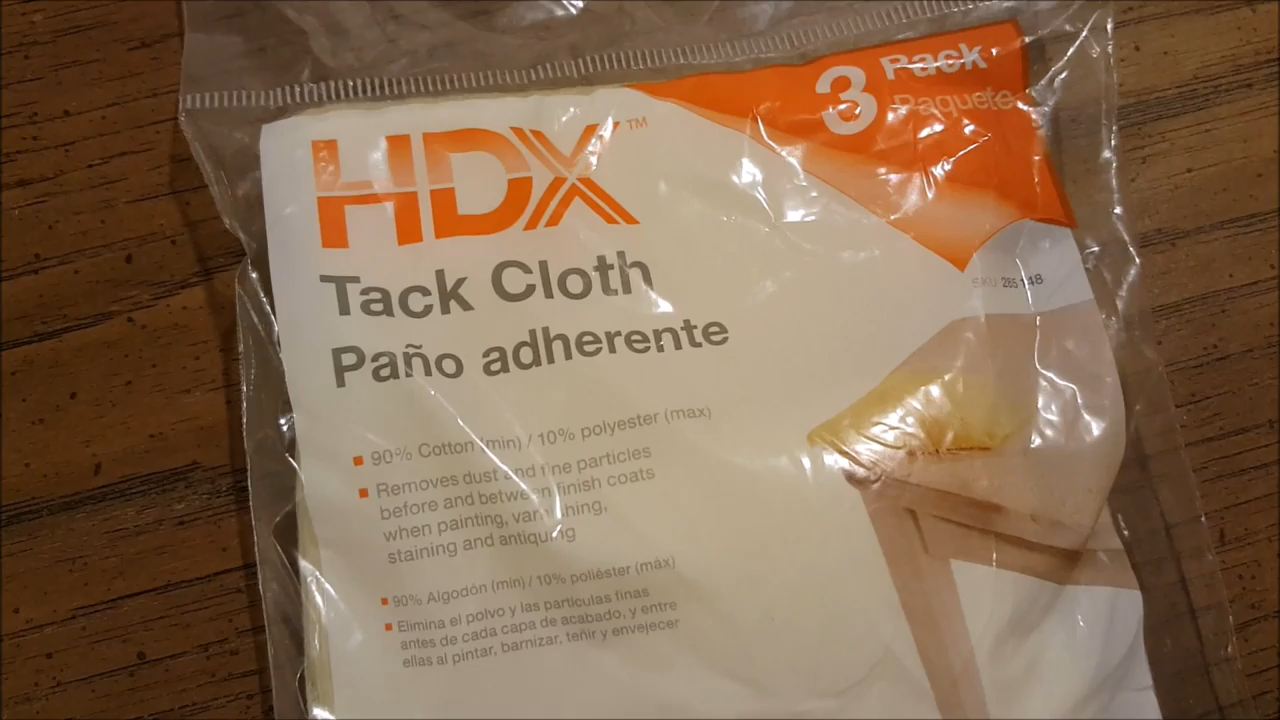 3 Pack
Paquete
HDX™
Tack Cloth
Paño adherente
90% Cotton (min) / 10% polyester (max)
Removes dust and fine particles
before and between finish coats
when painting, varnishing,
staining and antiquing
90% Algodón (min) / 10% poliéster (máx)
Elimina el polvo y las partículas finas
antes de cada capa de acabado, y entre
ellas al pintar, barnizar, teñir y envejecer
SKU